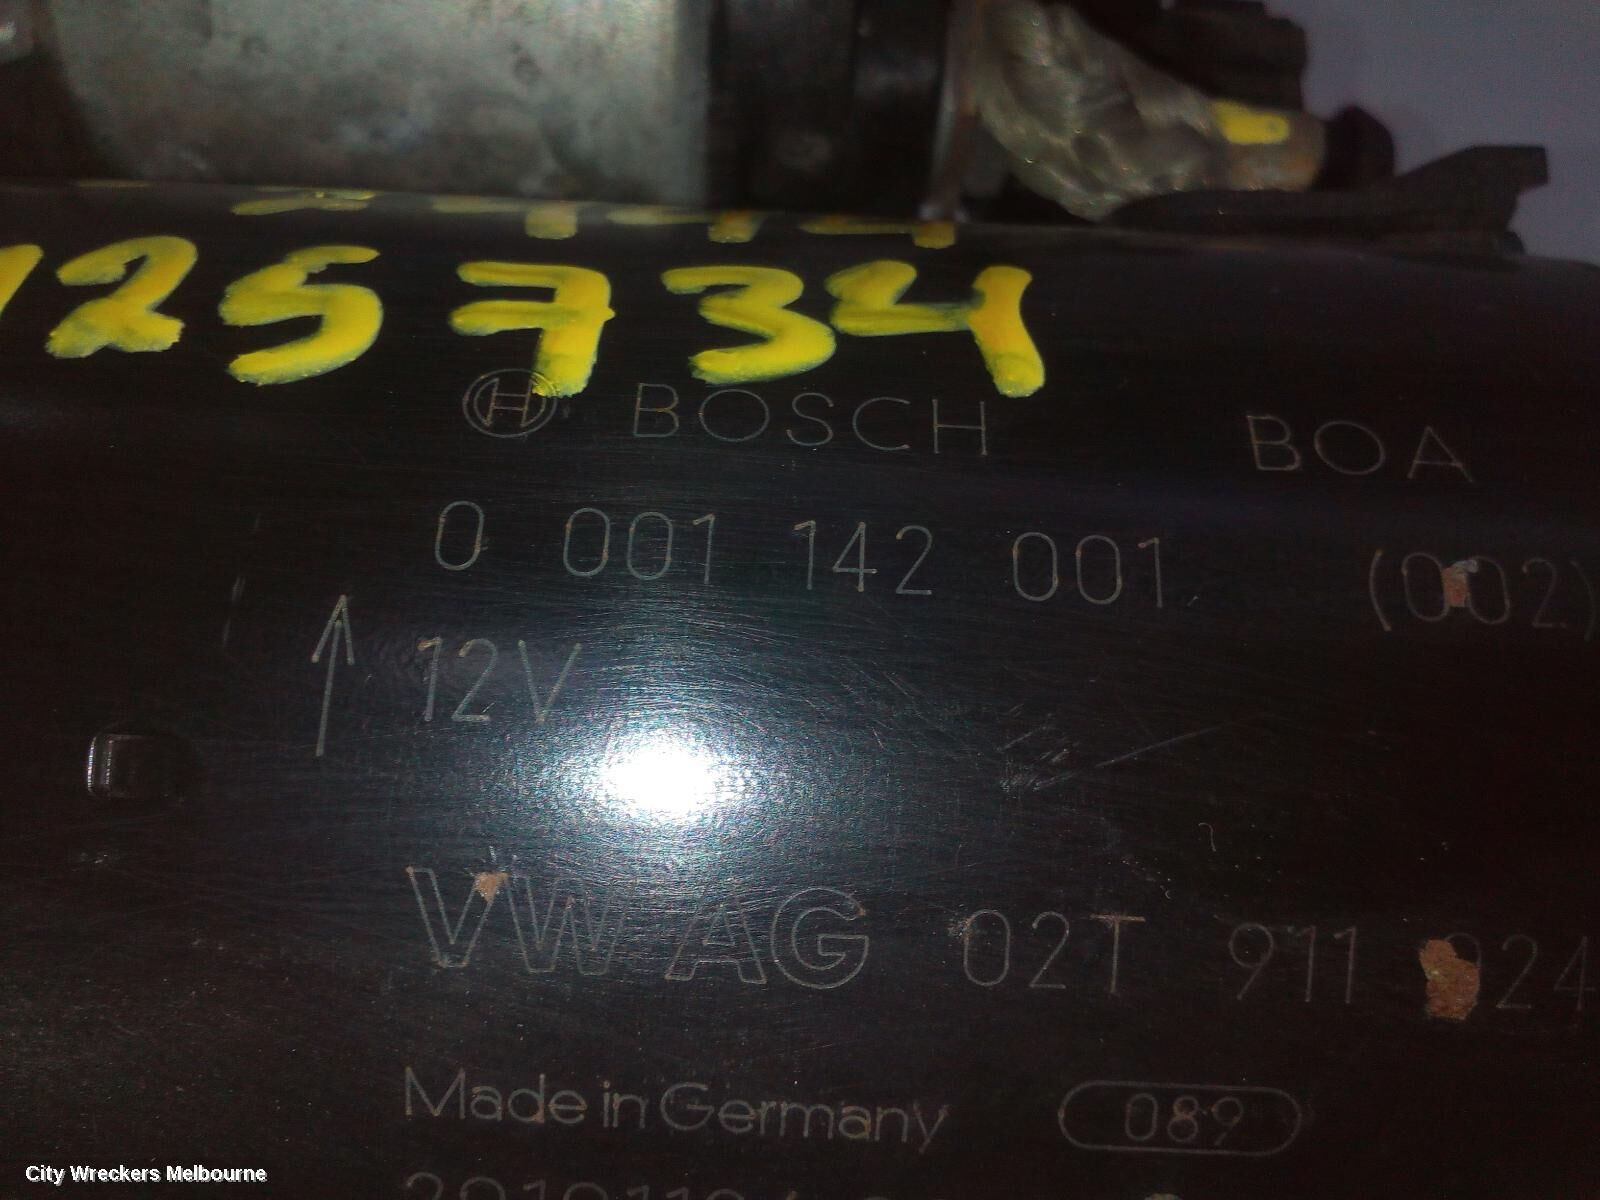 25734
BOSCH BOA
0 001 142 001 (002)
12V
VW AG 02T 911 024
Made in Germany 089
City Wreckers Melbourne